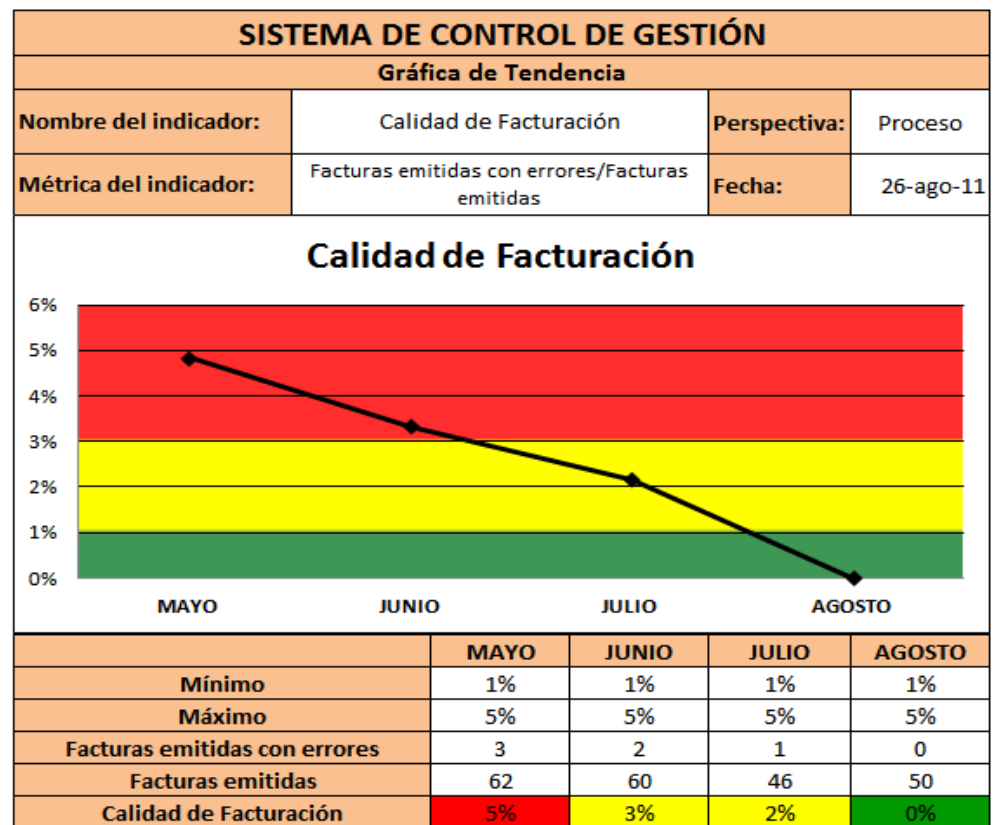 SISTEMA DE CONTROL DE GESTIÓN
Gráfica de Tendencia
Nombre del indicador: Calidad de Facturación Perspectiva: Proceso
Métrica del indicador: Facturas emitidas con errores/Facturas
emitidas Fecha: 26-ago-11
Calidad de Facturación
6%
5%
4%
3%
2%
1%
0%
MAYO JUNIO JULIO AGOSTO
MAYO JUNIO JULIO AGOSTO
Mínimo 1% 1% 1% 1%
Máximo 5% 5% 5% 5%
Facturas emitidas con errores 3 2 1 0
Facturas emitidas 62 60 46 50
Calidad de Facturación 5% 3% 2% 0%